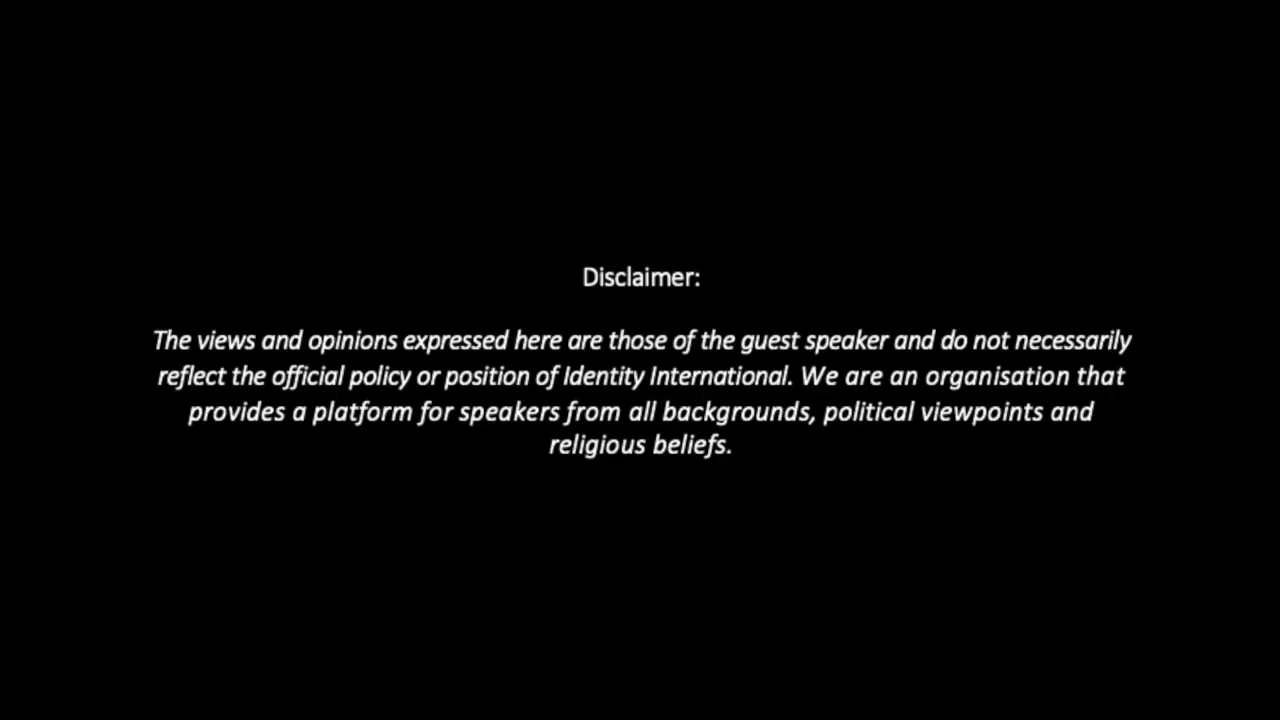 Disclaimer:
The views and opinions expressed here are those of the guest speaker and do not necessarily
reflect the official policy or position of Identity International. We are an organisation that
provides a platform for speakers from all backgrounds, political viewpoints and
religious beliefs.